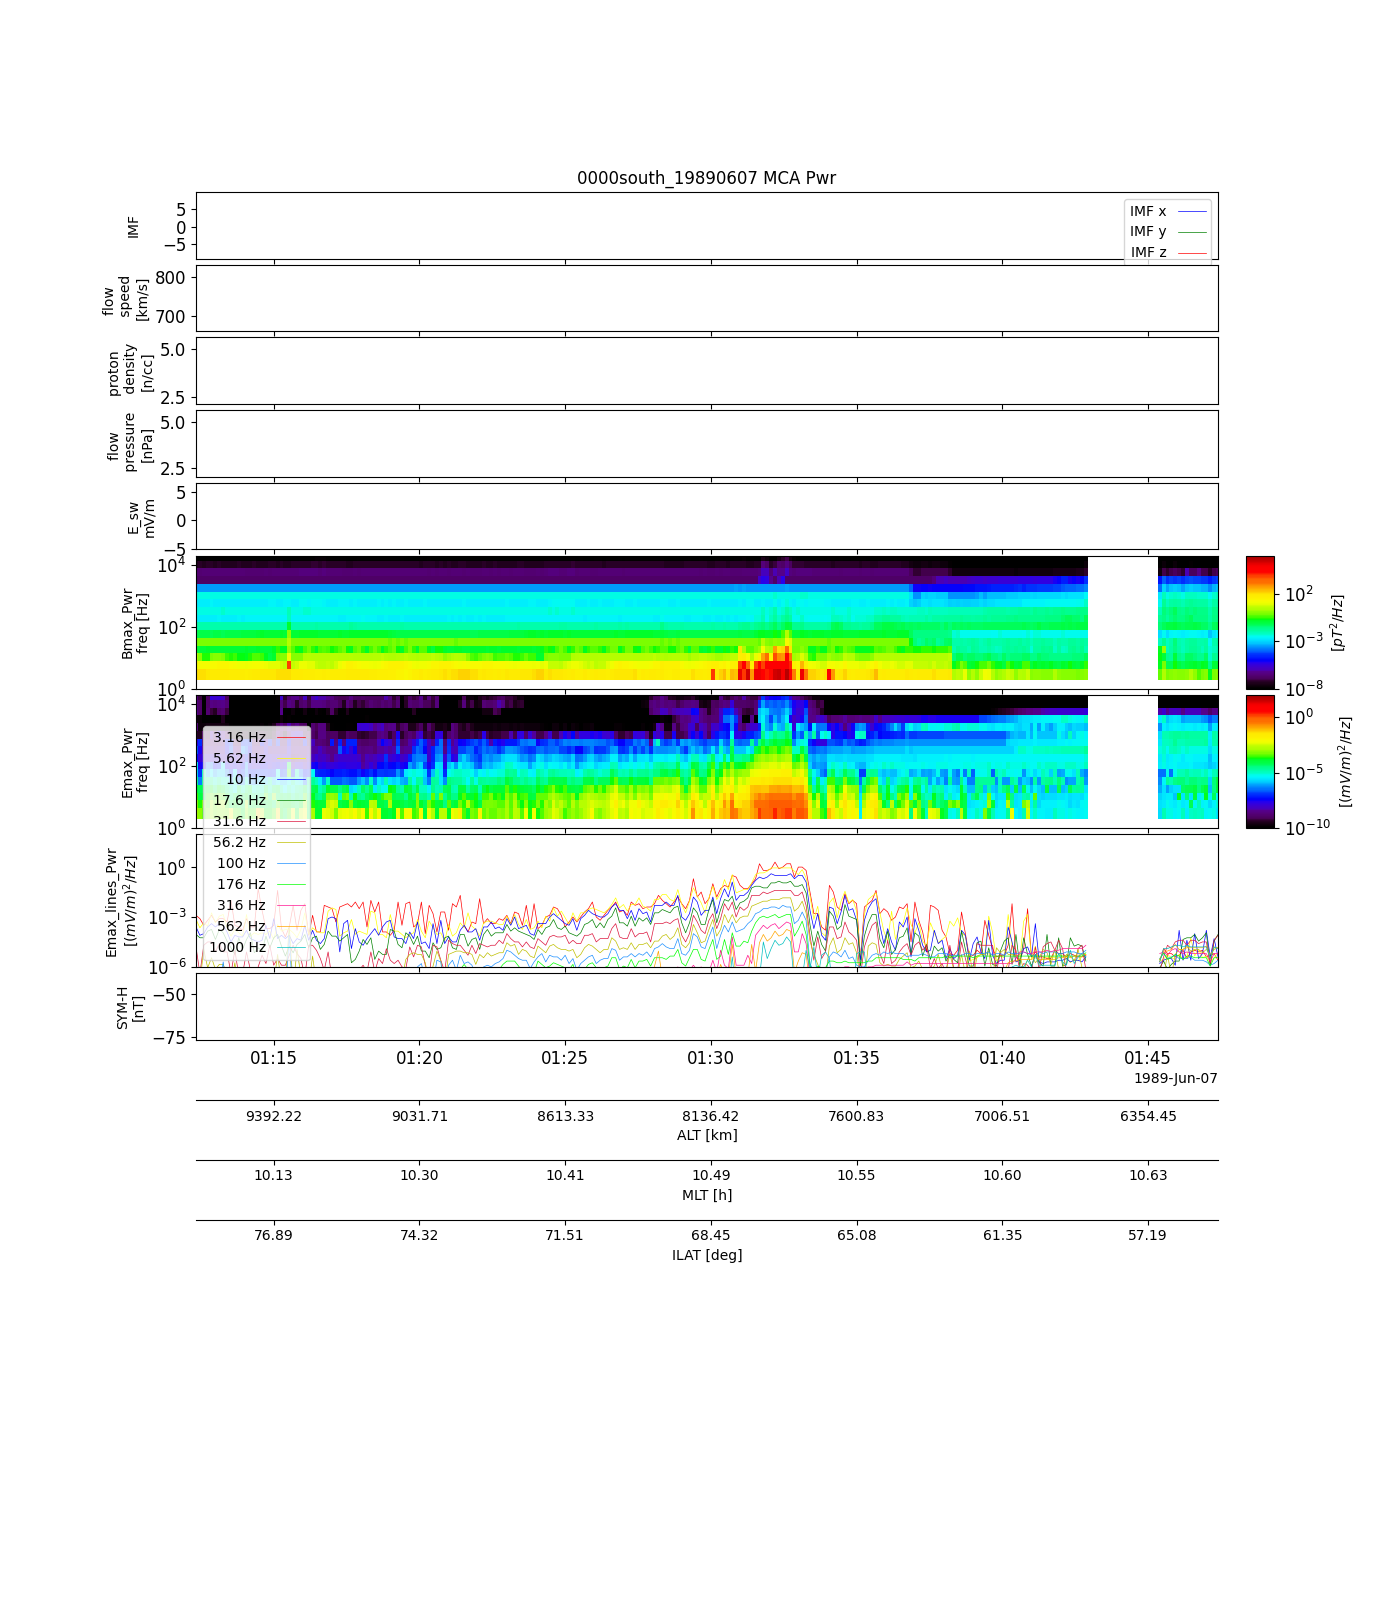 0000south_19890607 MCA Pwr
IMF
5
0
−5
IMF x
IMF y
IMF z
flow
speed
[km/s]
800
700
proton
density
[n/cc]
5.0
2.5
flow
pressure
[nPa]
5.0
2.5
E_sw
mV/m
5
0
−5
Bmax_Pwr
freq [Hz]
10^4
10^2
10^0
10^2
10^-3
10^-8
[pT^2/Hz]
Emax_Pwr
freq [Hz]
10^4
10^2
10^0
10^0
10^-5
10^-10
[(mV/m)^2/Hz]
3.16 Hz
5.62 Hz
10 Hz
17.6 Hz
31.6 Hz
56.2 Hz
100 Hz
176 Hz
316 Hz
562 Hz
1000 Hz
Emax_lines_Pwr
[(mV/m)^2/Hz]
10^0
10^-3
10^-6
SYM-H
[nT]
−50
−75
01:15 01:20 01:25 01:30 01:35 01:40 01:45
1989-Jun-07
9392.22 9031.71 8613.33 8136.42 7600.83 7006.51 6354.45
ALT [km]
10.13 10.30 10.41 10.49 10.55 10.60 10.63
MLT [h]
76.89 74.32 71.51 68.45 65.08 61.35 57.19
ILAT [deg]